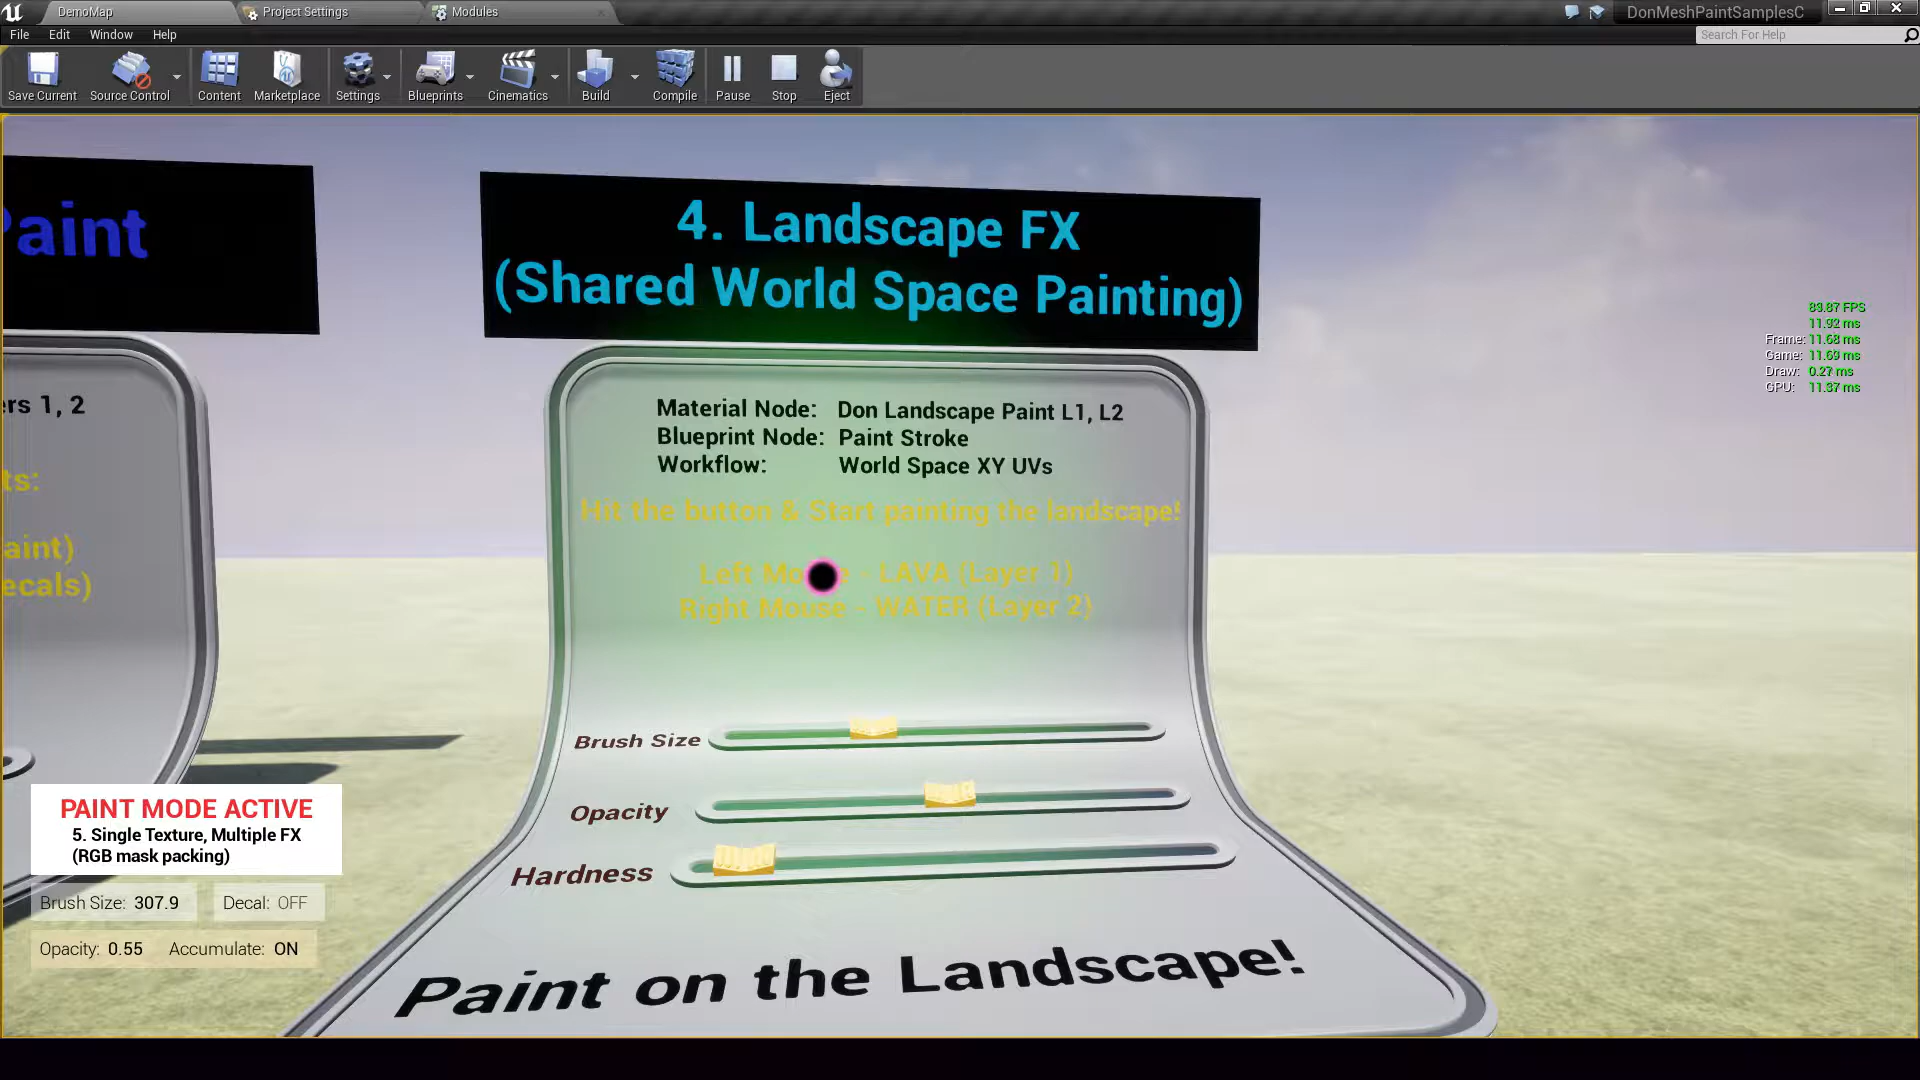 DemoMap
Project Settings
Modules
DonMeshPaintSamplesC
File Edit Window Help
Search For Help
Save Current Source Control Content Marketplace Settings Blueprints Cinematics Build Compile Pause Stop Eject
Paint
4. Landscape FX
(Shared World Space Painting)
11.92 ms
Frame: 11.68 ms
Game: 11.69 ms
Draw: 0.27 ms
GPU: 11.37 ms
rs 1, 2
ts:
aint)
ecals)
Material Node: Don Landscape Paint L1, L2
Blueprint Node: Paint Stroke
Workflow: World Space XY UVs
Hit the button & Start painting the landscape!
Left Mo e - LAVA (Layer 1)
Right Mouse - WATER (Layer 2)
Brush Size
Opacity
Hardness
Paint on the Landscape!
PAINT MODE ACTIVE
5. Single Texture, Multiple FX
(RGB mask packing)
Brush Size: 307.9 Decal: OFF
Opacity: 0.55 Accumulate: ON